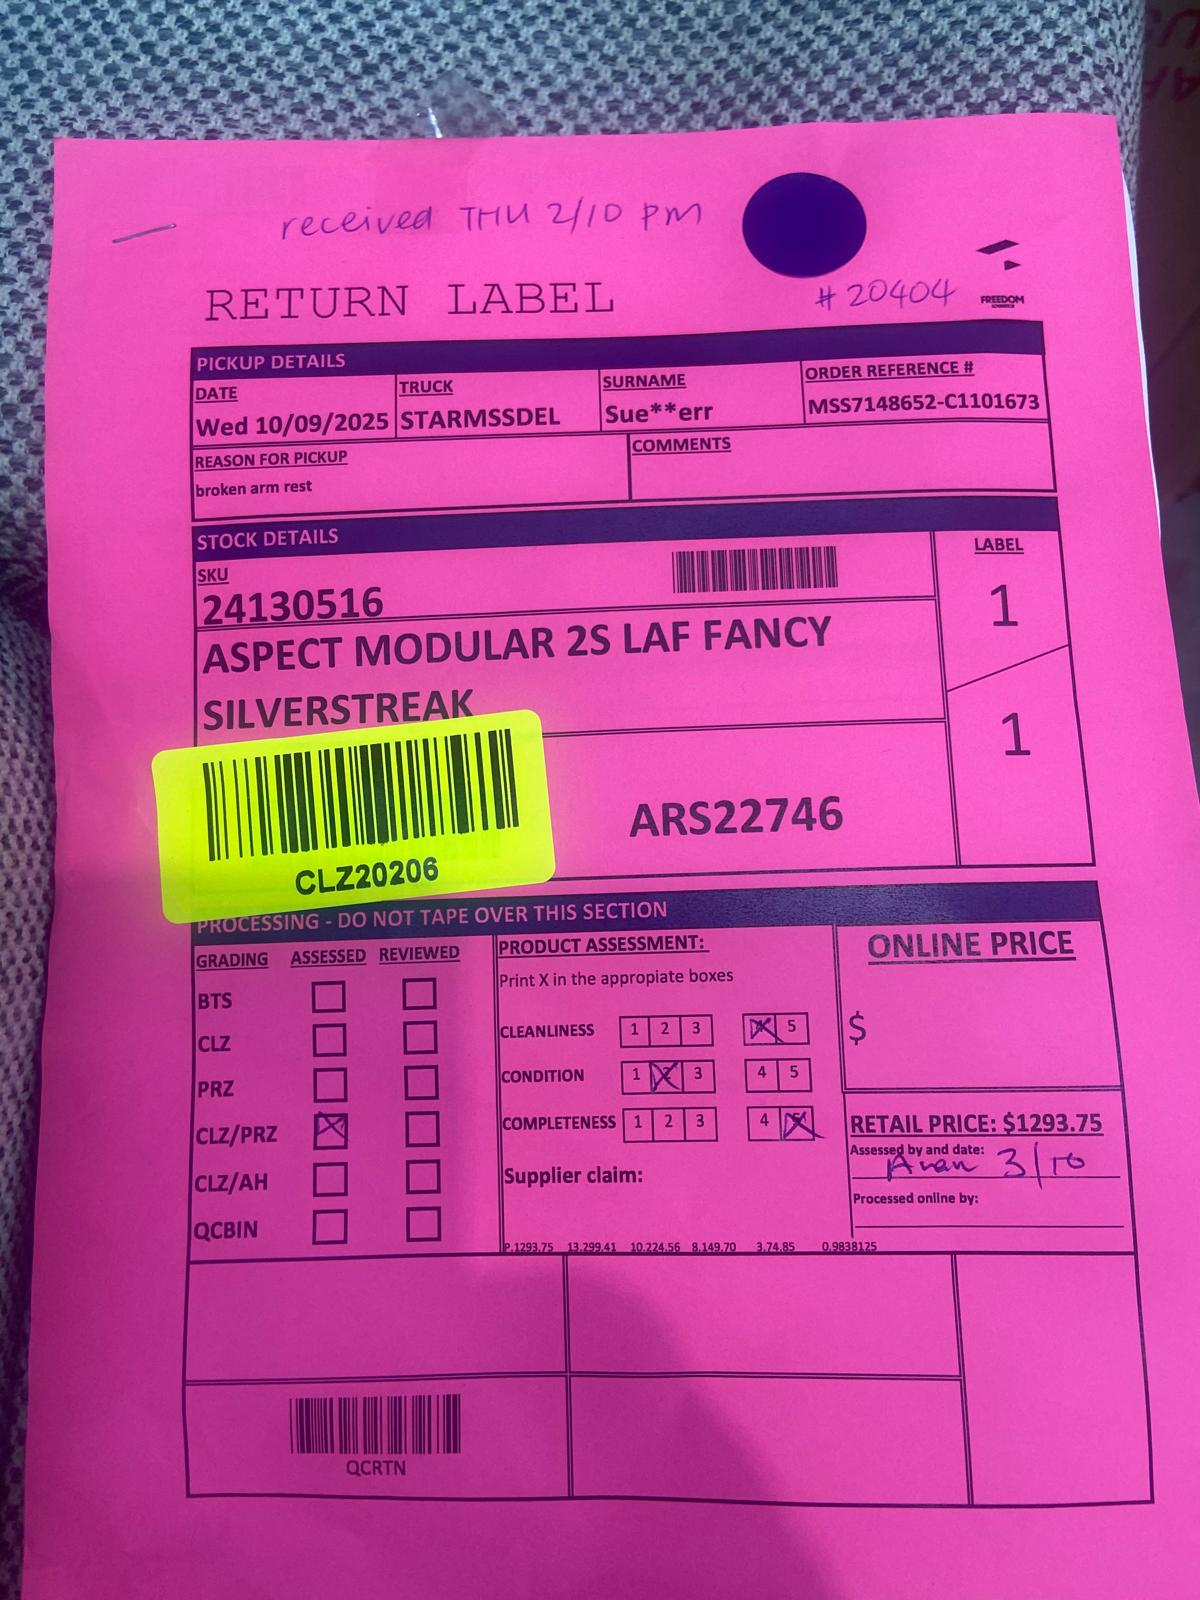 received THU 2/10 pm
RETURN LABEL
# 20404
FREEDOM
PICKUP DETAILS
DATE TRUCK SURNAME ORDER REFERENCE #
Wed 10/09/2025 STARMSSDEL Sue**err MSS7148652-C1101673
REASON FOR PICKUP COMMENTS
broken arm rest
STOCK DETAILS
SKU LABEL
24130516 1
ASPECT MODULAR 2S LAF FANCY
SILVERSTREAK
1
ARS22746
CLZ20206
PROCESSING - DO NOT TAPE OVER THIS SECTION
GRADING ASSESSED REVIEWED
BTS
CLZ
PRZ
CLZ/PRZ
CLZ/AH
QCBIN
PRODUCT ASSESSMENT:
Print X in the appropiate boxes
CLEANLINESS 1 2 3 4 5
CONDITION 1 2 3 4 5
COMPLETENESS 1 2 3 4 5
Supplier claim:
P.1293.75 13.299.41 10.224.56 8.149.70 3.74.85 0.9838125
ONLINE PRICE
$
RETAIL PRICE: $1293.75
Assessed by and date:
3/10
Processed online by:
QCRTN